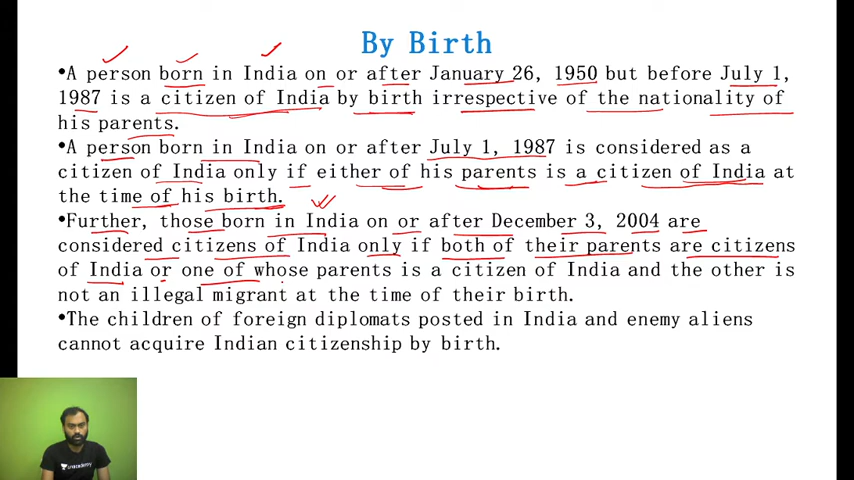 By Birth
•A person born in India on or after January 26, 1950 but before July 1,
1987 is a citizen of India by birth irrespective of the nationality of
his parents.
•A person born in India on or after July 1, 1987 is considered as a
citizen of India only if either of his parents is a citizen of India at
the time of his birth.
•Further, those born in India on or after December 3, 2004 are
considered citizens of India only if both of their parents are citizens
of India or one of whose parents is a citizen of India and the other is
not an illegal migrant at the time of their birth.
•The children of foreign diplomats posted in India and enemy aliens
cannot acquire Indian citizenship by birth.
unacademy